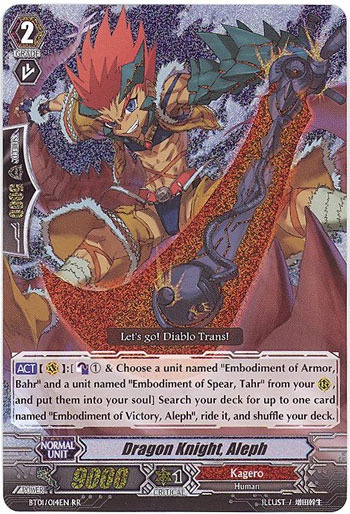 2
GRADE
5000
Let's go! Diablo Trans!
ACT [ ]:[ ① & Choose a unit named "Embodiment of Armor,
Bahr" and a unit named "Embodiment of Spear, Tahr" from your ,
and put them into your soul] Search your deck for up to one card
named "Embodiment of Victory, Aleph", ride it, and shuffle your deck.
NORMAL
UNIT
Dragon Knight, Aleph
POWER
9000
1
CRITICAL
Kagero
Human
BT01/014EN RR
ILLUST / 増田幹生